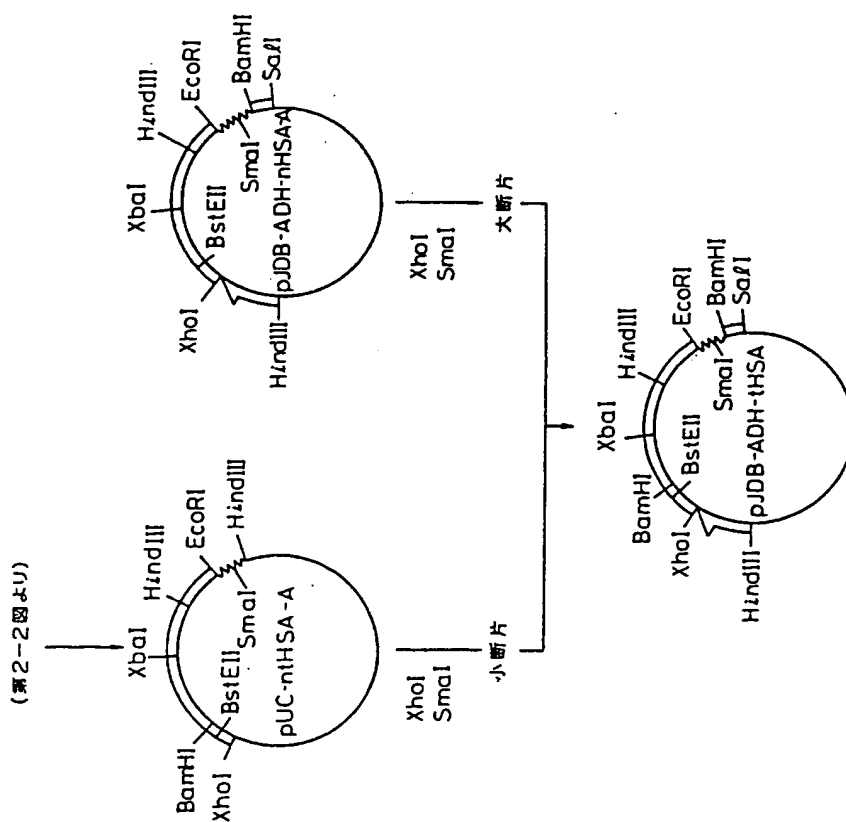 (第2-2図より)
BamHI
XbaI
HindIII
EcoRI
XhoI
BstEII
SmaI
HindIII
pUC-ntHSA-A
XhoI
SmaI
小断片
XbaI
HindIII
EcoRI
BstEII
XhoI
SmaI
BamHI
SalI
HindIII
pJDB-ADH-nHSA-A
XhoI
SmaI
大断片
XbaI
HindIII
EcoRI
BamHI
BstEII
XhoI
SmaI
BamHI
SalI
HindIII
pJDB-ADH-tHSA